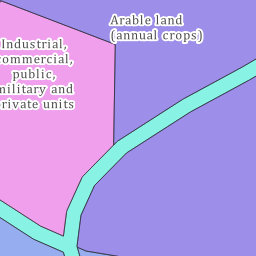 Arable land
(annual crops)
Industrial,
commercial,
public,
military and
private units